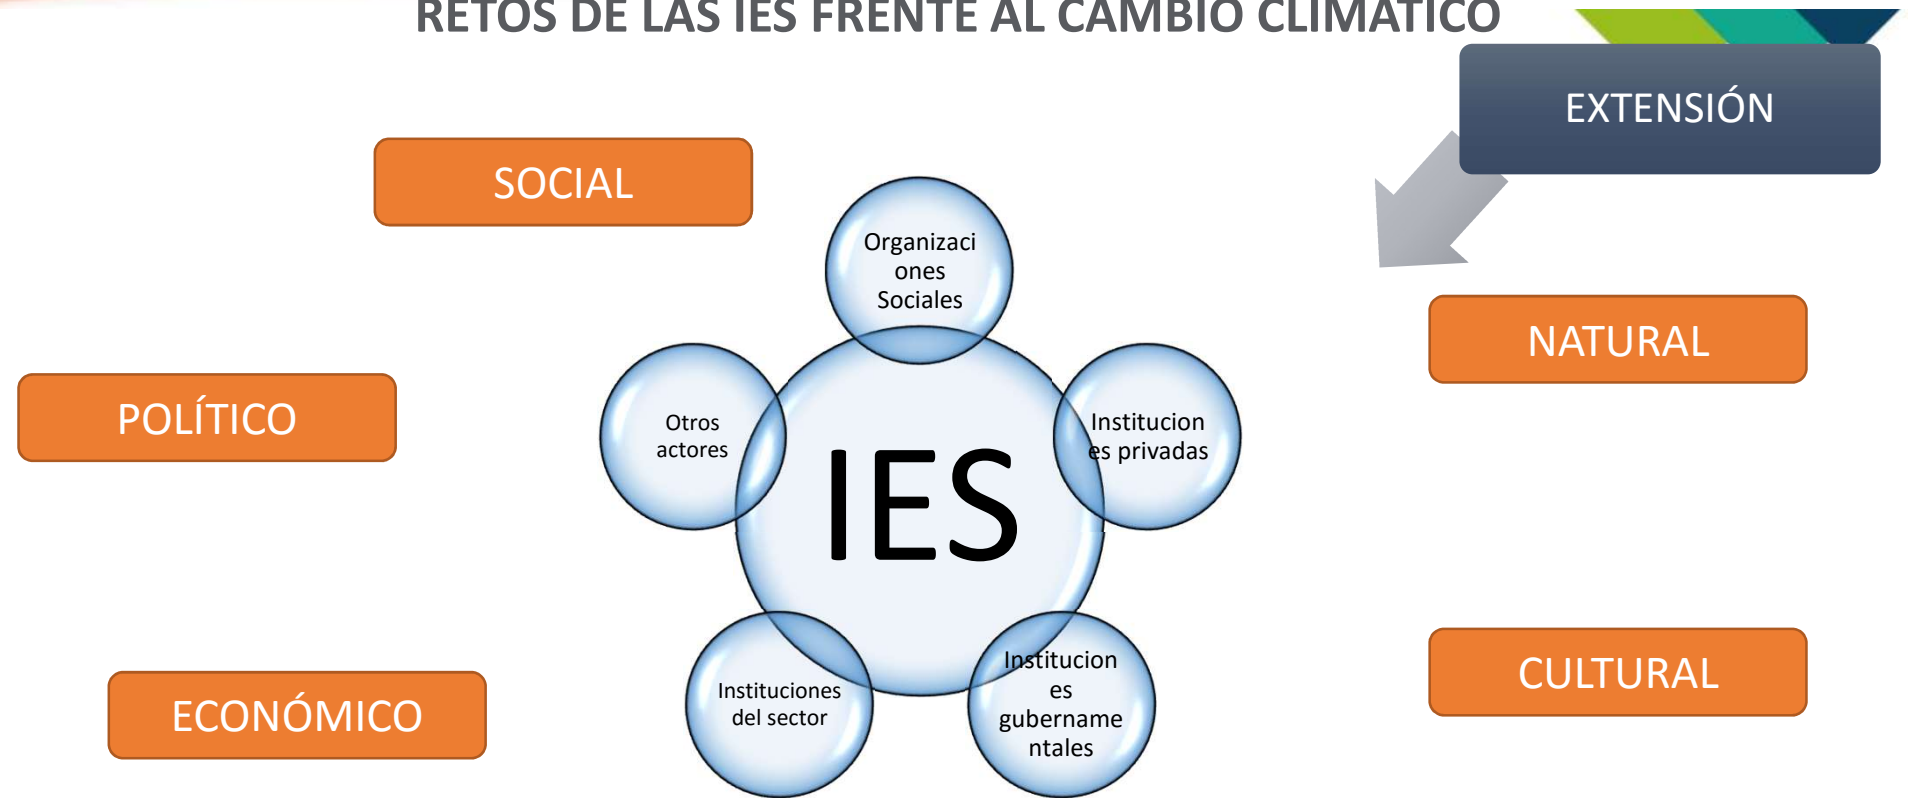 RETOS DE LAS IES FRENTE AL CAMBIO CLIMÁTICO
EXTENSIÓN
SOCIAL
Organizaci
ones
Sociales
NATURAL
POLÍTICO
Otros
actores
IES
Institucion
es privadas
ECONÓMICO
Instituciones
del sector
Institucion
es
gubername
ntales
CULTURAL